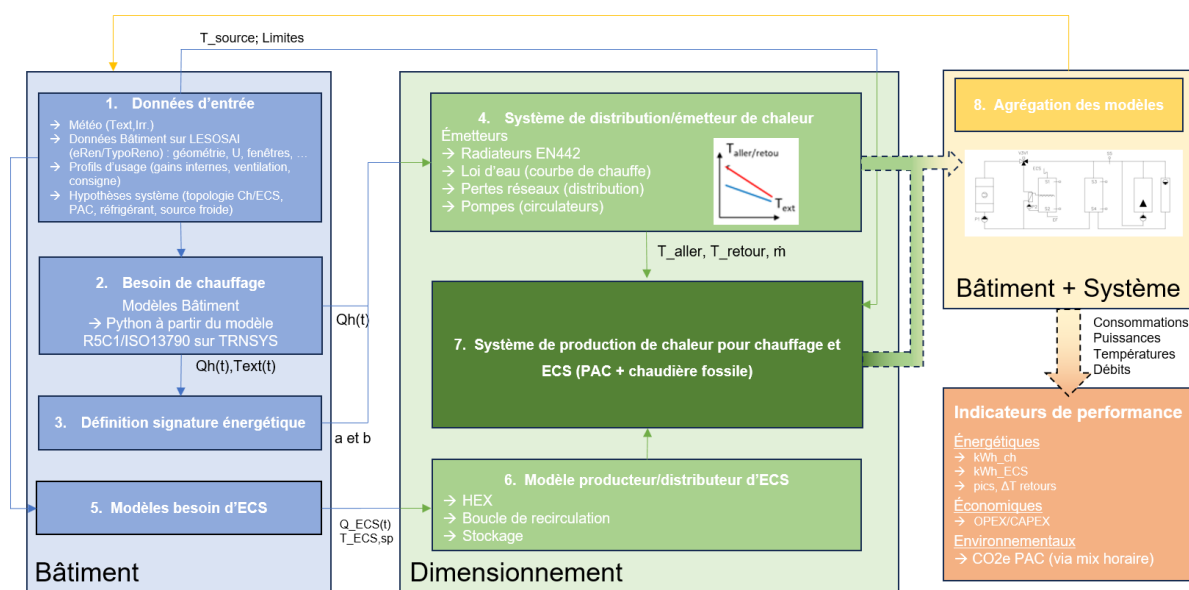 T_source; Limites
1. Données d'entrée
→ Météo (Text,Irr.)
→ Données Bâtiment sur LESOSAI
(eRen/TypoReno) : géométrie, U, fenêtres, …
→ Profils d'usage (gains internes, ventilation,
consigne)
→ Hypothèses système (topologie Ch/ECS,
PAC, réfrigérant, source froide)
2. Besoin de chauffage
Modèles Bâtiment
→ Python à partir du modèle
R5C1/ISO13790 sur TRNSYS
Qh(t)
Qh(t),Text(t)
3. Définition signature énergétique
a et b
5. Modèles besoin d'ECS
Q_ECS(t)
T_ECS,sp
Bâtiment
4. Système de distribution/émetteur de chaleur
Émetteurs
→ Radiateurs EN442
→ Loi d'eau (courbe de chauffe)
→ Pertes réseaux (distribution)
→ Pompes (circulateurs)
T aller/retou
T ext
T_aller, T_retour, ṁ
7. Système de production de chaleur pour chauffage et
ECS (PAC + chaudière fossile)
6. Modèle producteur/distributeur d'ECS
→ HEX
→ Boucle de recirculation
→ Stockage
Dimensionnement
8. Agrégation des modèles
Bâtiment + Système
Consommations
Puissances
Températures
Débits
Indicateurs de performance
Énergétiques
→ kWh_ch
→ kWh_ECS
→ pics, ΔT retours
Économiques
→ OPEX/CAPEX
Environnementaux
→ CO2e PAC (via mix horaire)